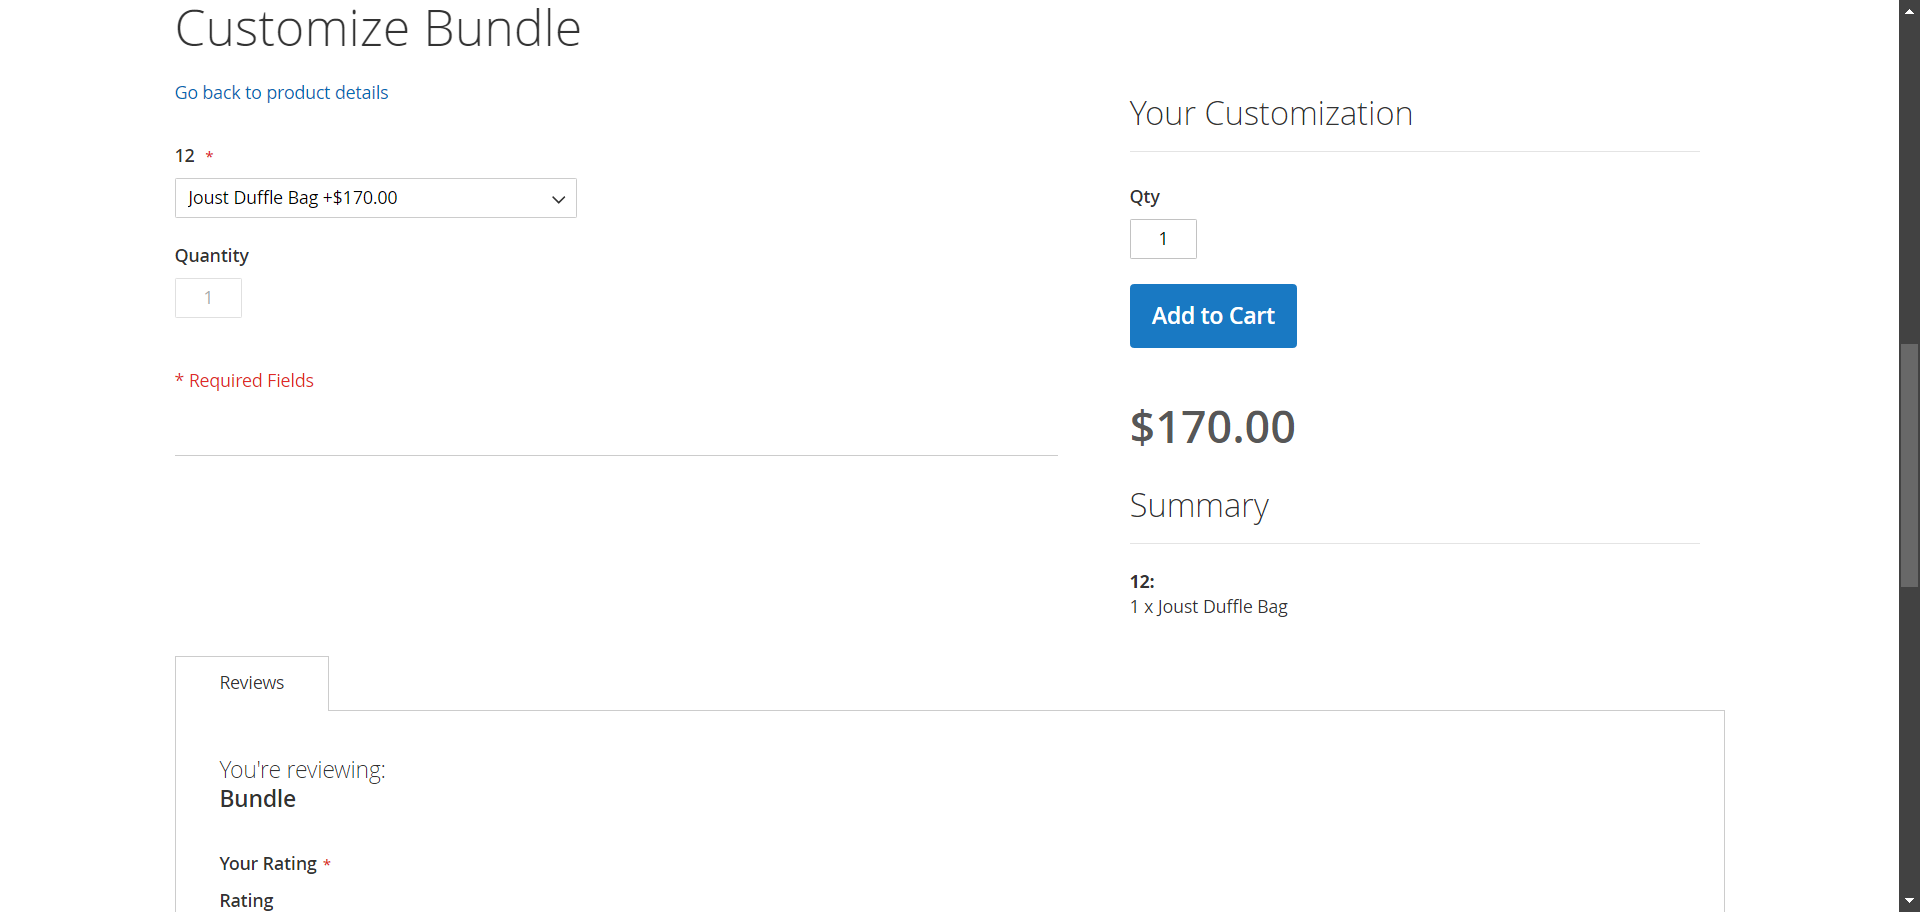 Customize Bundle
Go back to product details
12 *
Joust Duffle Bag +$170.00
Quantity
1
* Required Fields
Your Customization
Qty
1
Add to Cart
$170.00
Summary
12:
1 x Joust Duffle Bag
Reviews
You're reviewing:
Bundle
Your Rating *
Rating